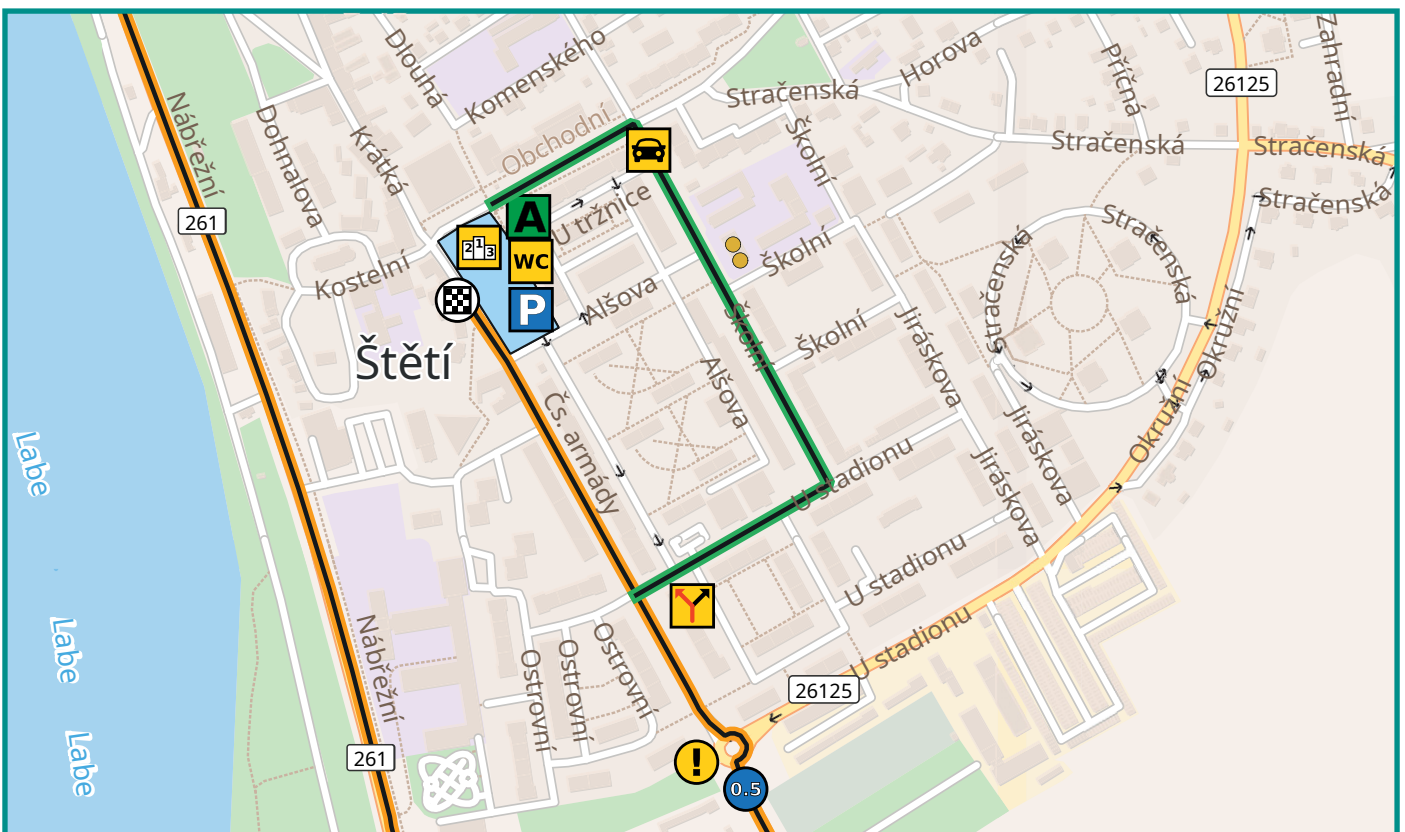 Dlouhá
Komenského
Horova
Příčná
Zahradní
26125
Stračenská
Nábřežní
Dohnalova
Krátká
Obchodní
Školní
Stračenská
Stračenská
Stračenská
261
A
U tržnice
213
WC
Školní
Stračenská
Stračenská
Kostelní
P
Alšova
Školní
Školní
Jiráskova
Okružní
Štětí
Alšova
Čs. armády
Okružní
Jiráskova
Labe
U stadionu
Jiráskova
U stadionu
Labe
Nábřežní
Ostrovní
Ostrovní
Ostrovní
U stadionu
26125
Labe
261
!
0.5